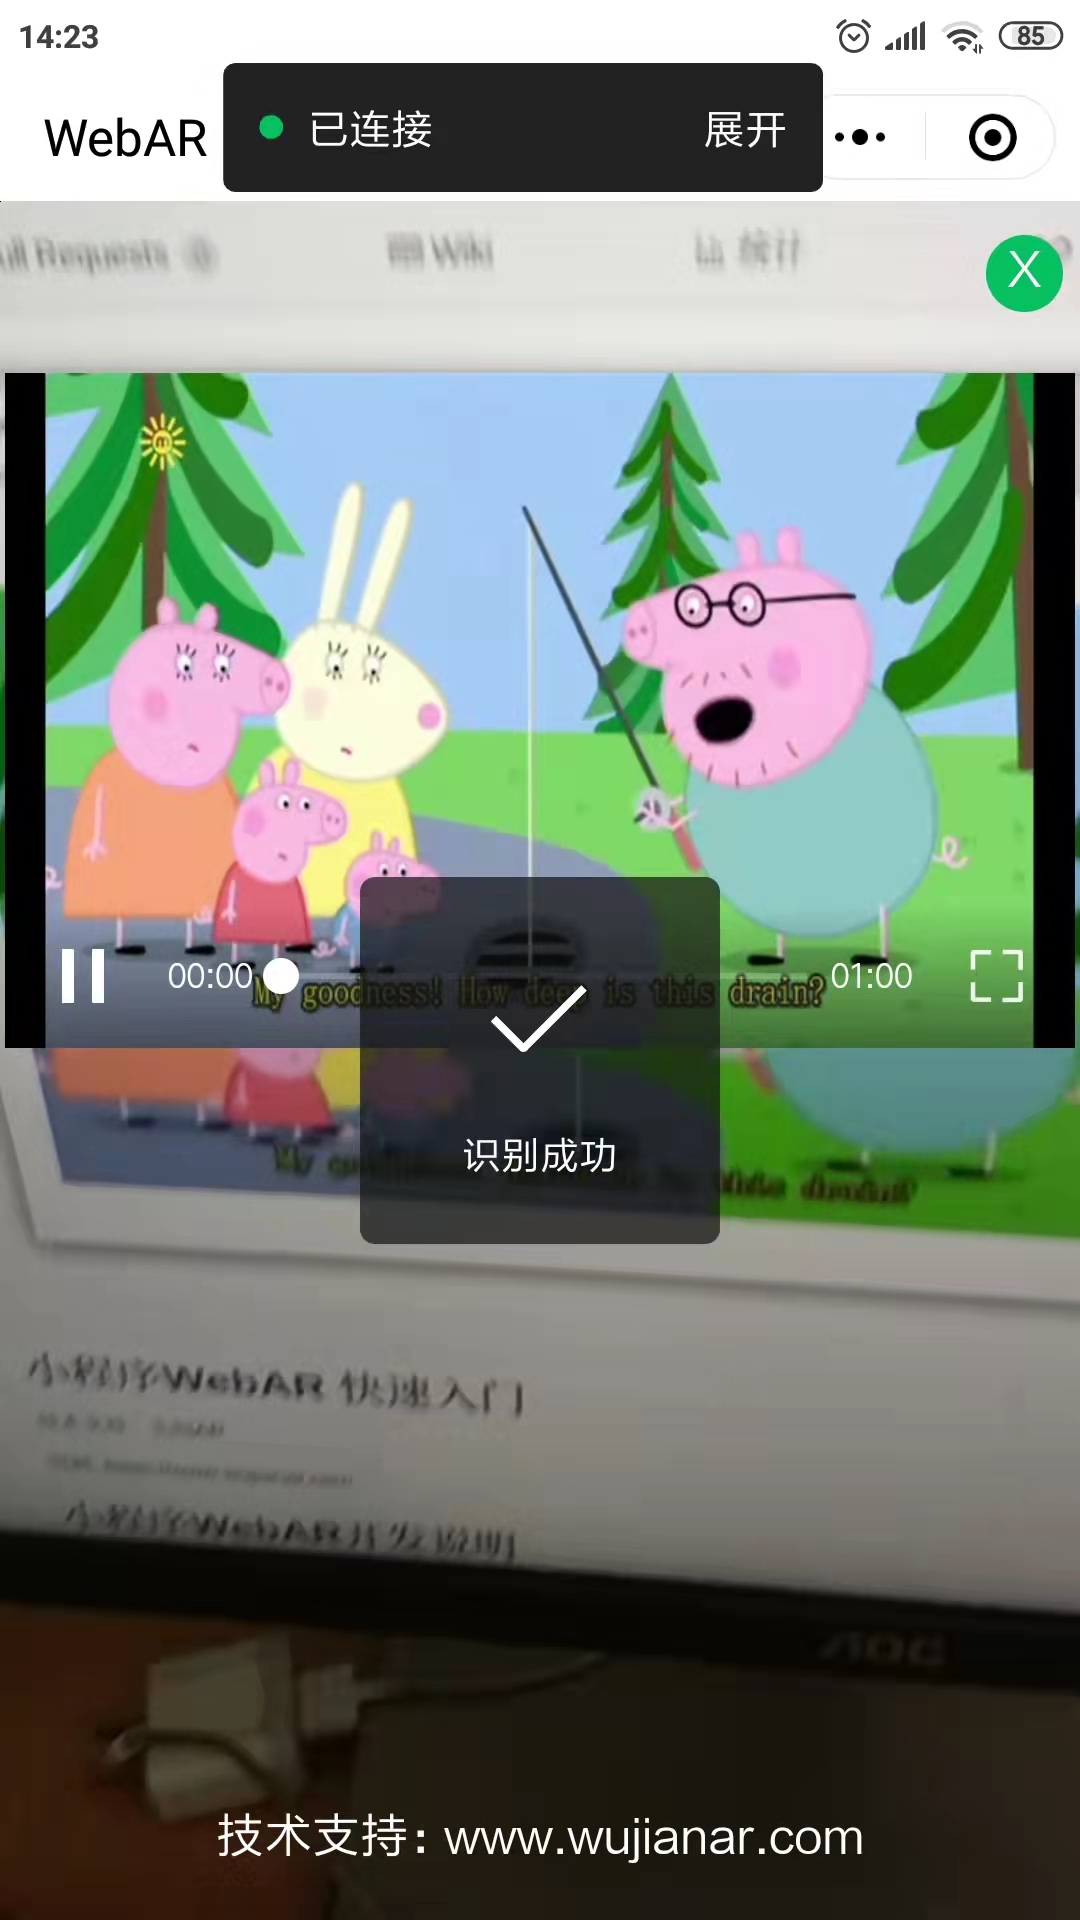 14:23
85
WebAR
已连接
展开
ull Requests
Wiki
统计
X
00:00
01:00
My goodness! How deep is this drain?
识别成功
My
this drain?
小程序WebAR 快速入门
小程序WebAR开发说明
AOC
技术支持：www.wujianar.com